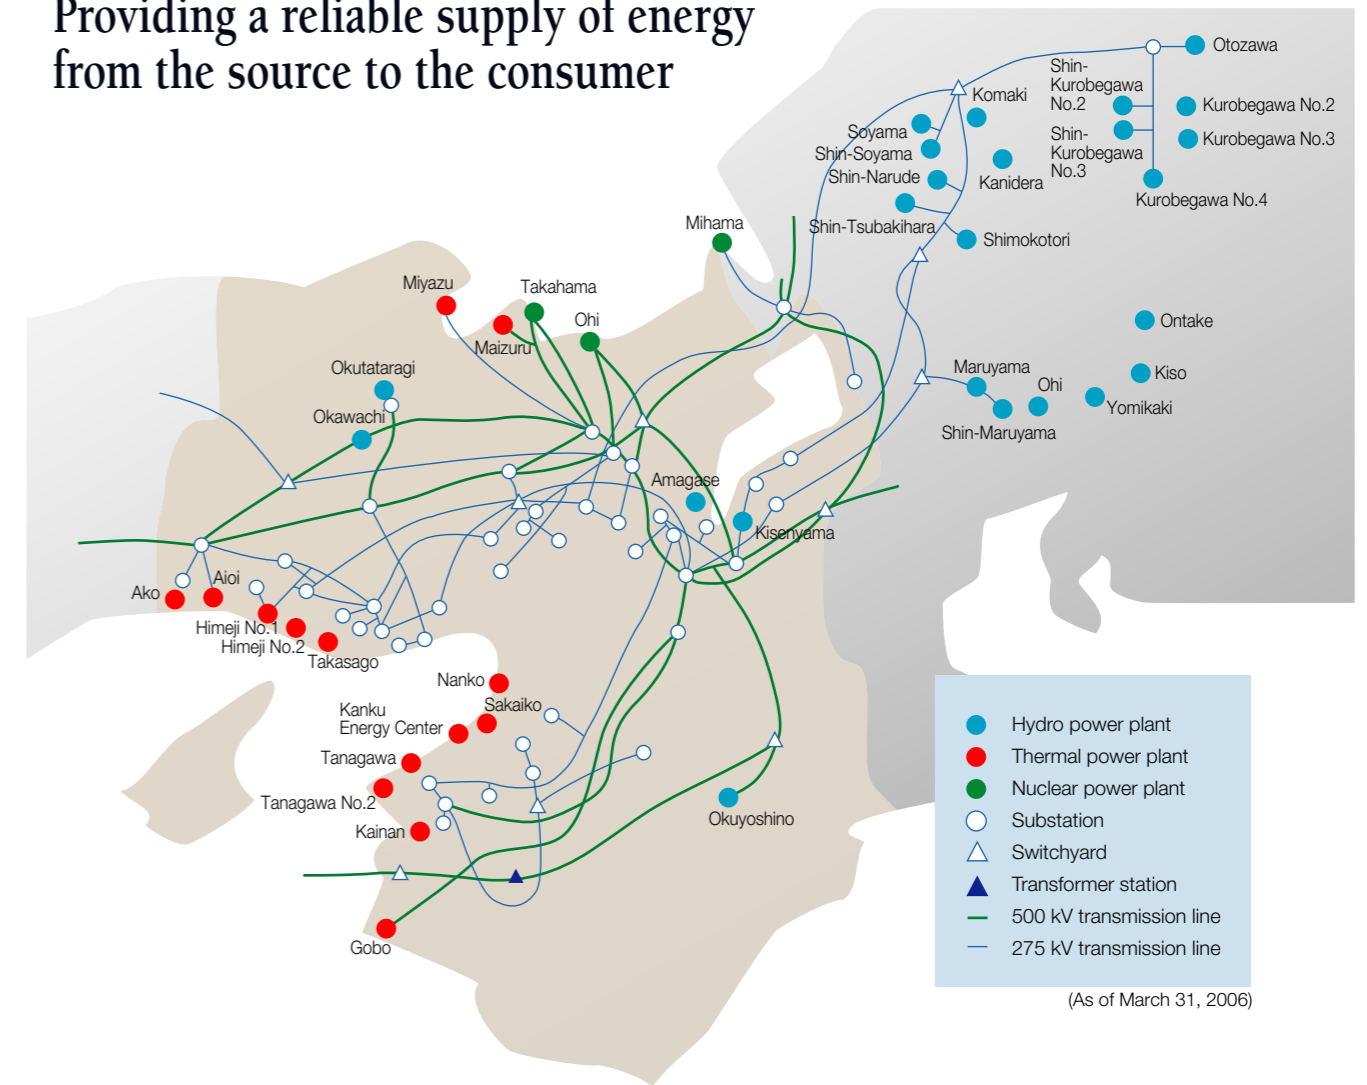 Providing a reliable supply of energy
from the source to the consumer
Otozawa
Shin-
Kurobegawa
No.2
Komaki
Kurobegawa No.2
Soyama
Shin-
Kurobegawa
No.3
Kurobegawa No.3
Shin-Soyama
Shin-Narude
Kanidera
Kurobegawa No.4
Shin-Tsubakihara
Mihama
Shimokotori
Miyazu
Takahama
Ohi
Maizuru
Ontake
Okutataragi
Maruyama
Ohi
Kiso
Okawachi
Yomikaki
Shin-Maruyama
Amagase
Kisenyama
Ako
Aioi
Himeji No.1
Himeji No.2
Takasago
Nanko
Sakaiko
Kanku
Energy Center
Tanagawa
Tanagawa No.2
Kainan
Okuyoshino
Gobo
Hydro power plant
Thermal power plant
Nuclear power plant
Substation
Switchyard
Transformer station
500 kV transmission line
275 kV transmission line
(As of March 31, 2006)